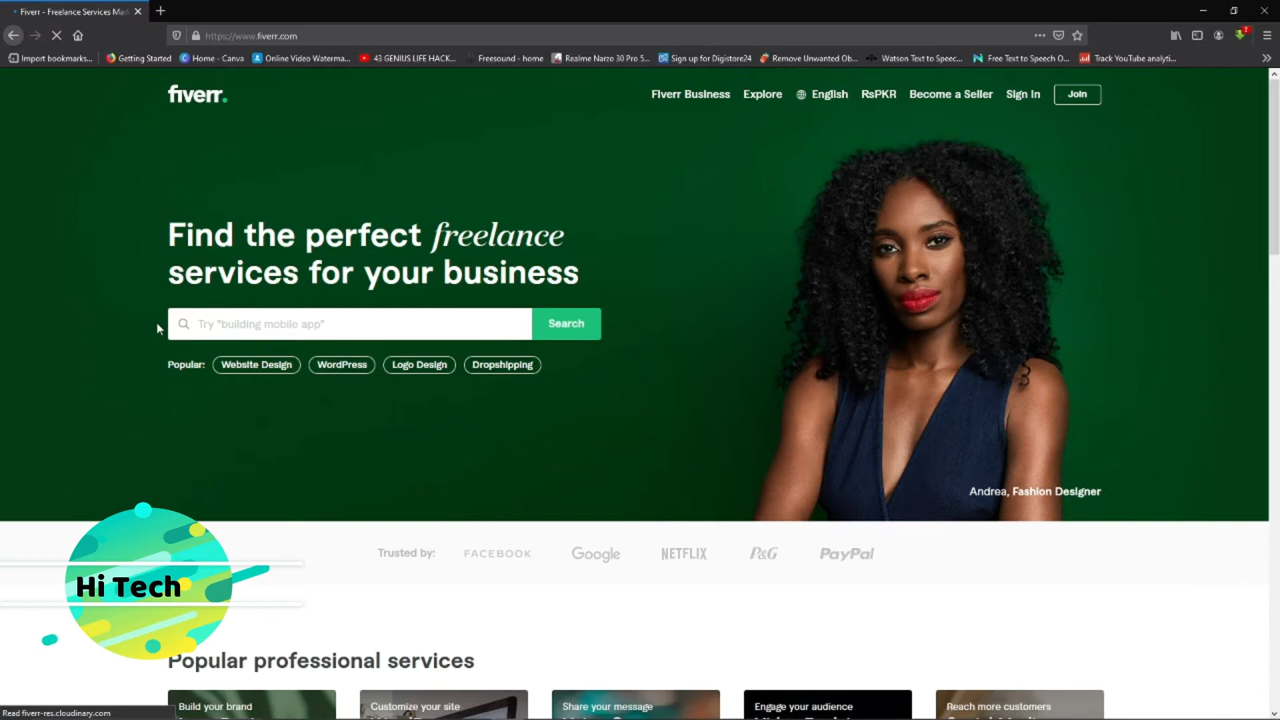 Fiverr - Freelance Services Mar
https://www.fiverr.com
Import bookmarks...
Getting Started
Home - Canva
Online Video Waterma...
43 GENIUS LIFE HACK...
Freesound - home
Realme Narzo 30 Pro 5...
Sign up for Digistore24
Remove Unwanted Ob...
Watson Text to Speec...
Free Text to Speech O...
Track YouTube analyti...
fiverr.
Fiverr Business
Explore
English
RsPKR
Become a Seller
Sign In
Join
Find the perfect freelance
services for your business
Try "building mobile app"
Search
Popular:
Website Design
WordPress
Logo Design
Dropshipping
Andrea, Fashion Designer
Trusted by:
FACEBOOK
Google
NETFLIX
P&G
PayPal
Hi Tech
Popular professional services
Build your brand
Customize your site
Share your message
Engage your audience
Reach more customers
Read fiverr-res.cloudinary.com